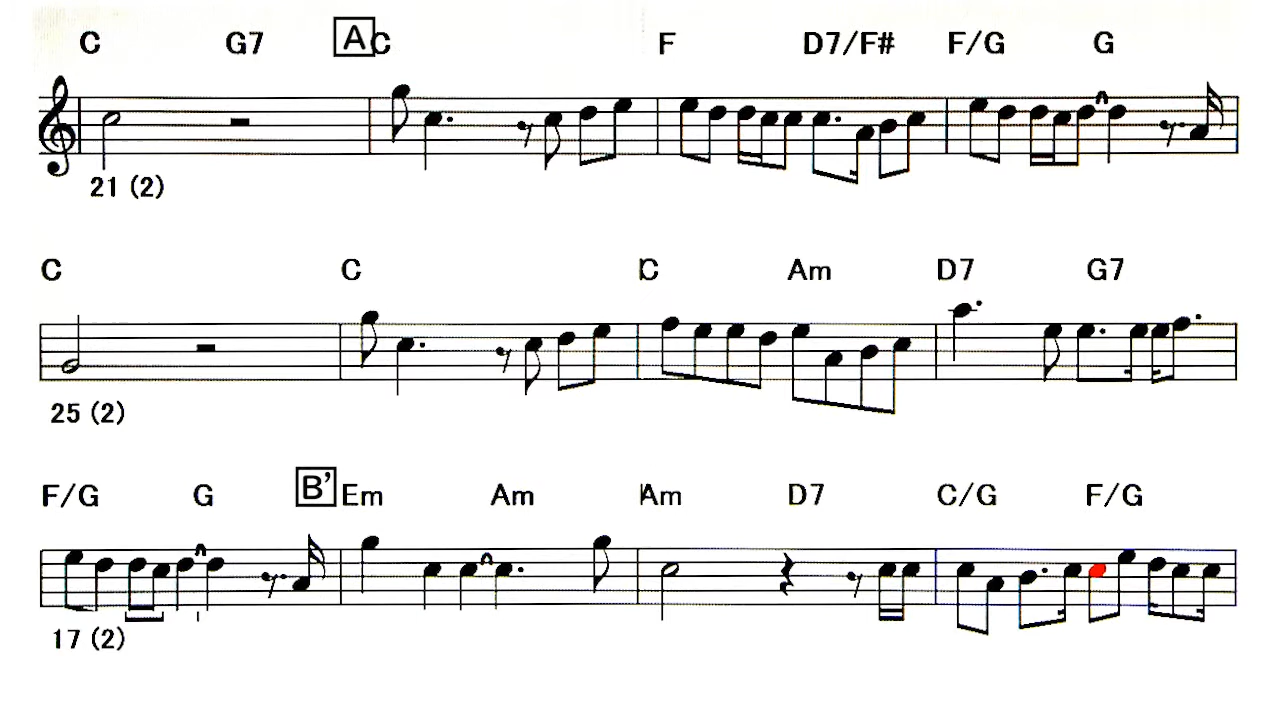 C G7 A C F D7/F# F/G G
21 (2)
C C C Am D7 G7
25 (2)
F/G G B' Em Am Am D7 C/G F/G
17 (2)